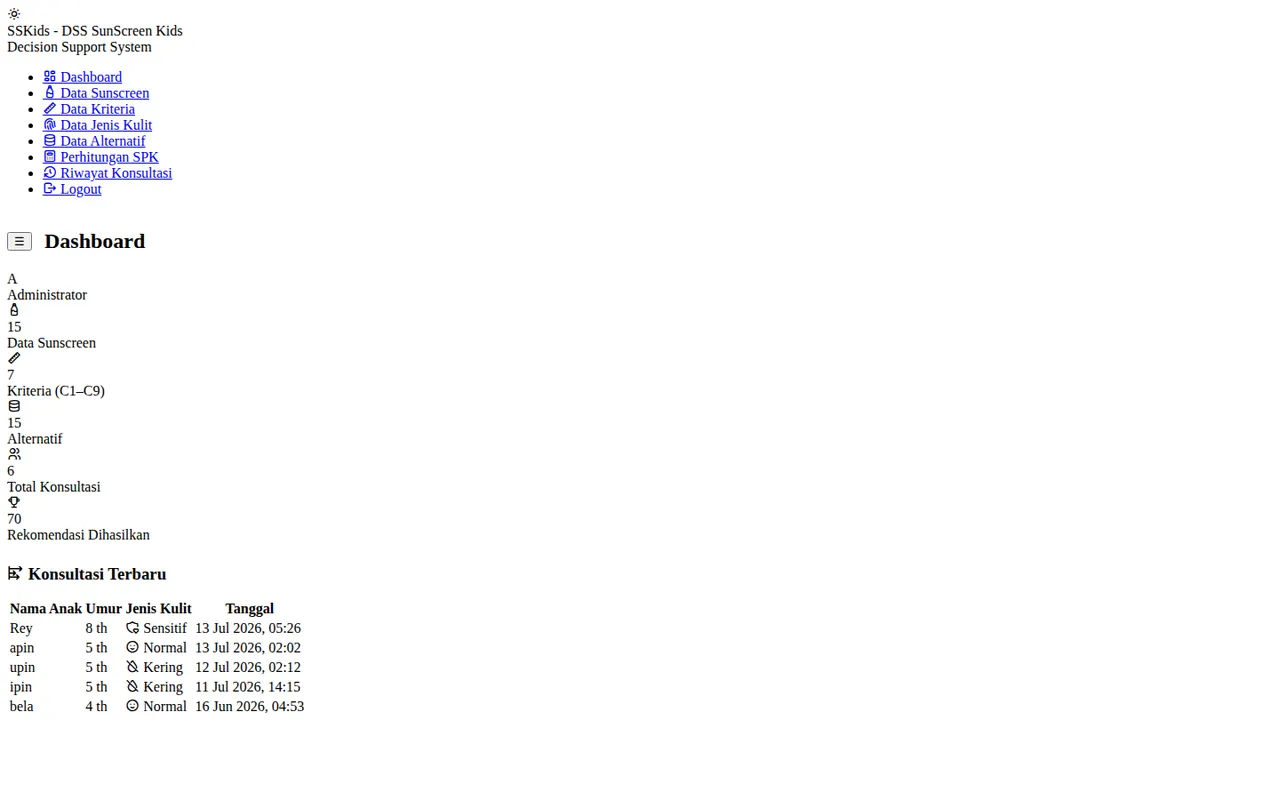 SSKids - DSS SunScreen Kids
Decision Support System
Dashboard
Data Sunscreen
Data Kriteria
Data Jenis Kulit
Data Alternatif
Perhitungan SPK
Riwayat Konsultasi
Logout
☰ Dashboard
A
Administrator
15
Data Sunscreen
7
Kriteria (C1–C9)
15
Alternatif
6
Total Konsultasi
70
Rekomendasi Dihasilkan
Konsultasi Terbaru
Nama Anak Umur Jenis Kulit Tanggal
Rey 8 th Sensitif 13 Jul 2026, 05:26
apin 5 th Normal 13 Jul 2026, 02:02
upin 5 th Kering 12 Jul 2026, 02:12
ipin 5 th Kering 11 Jul 2026, 14:15
bela 4 th Normal 16 Jun 2026, 04:53